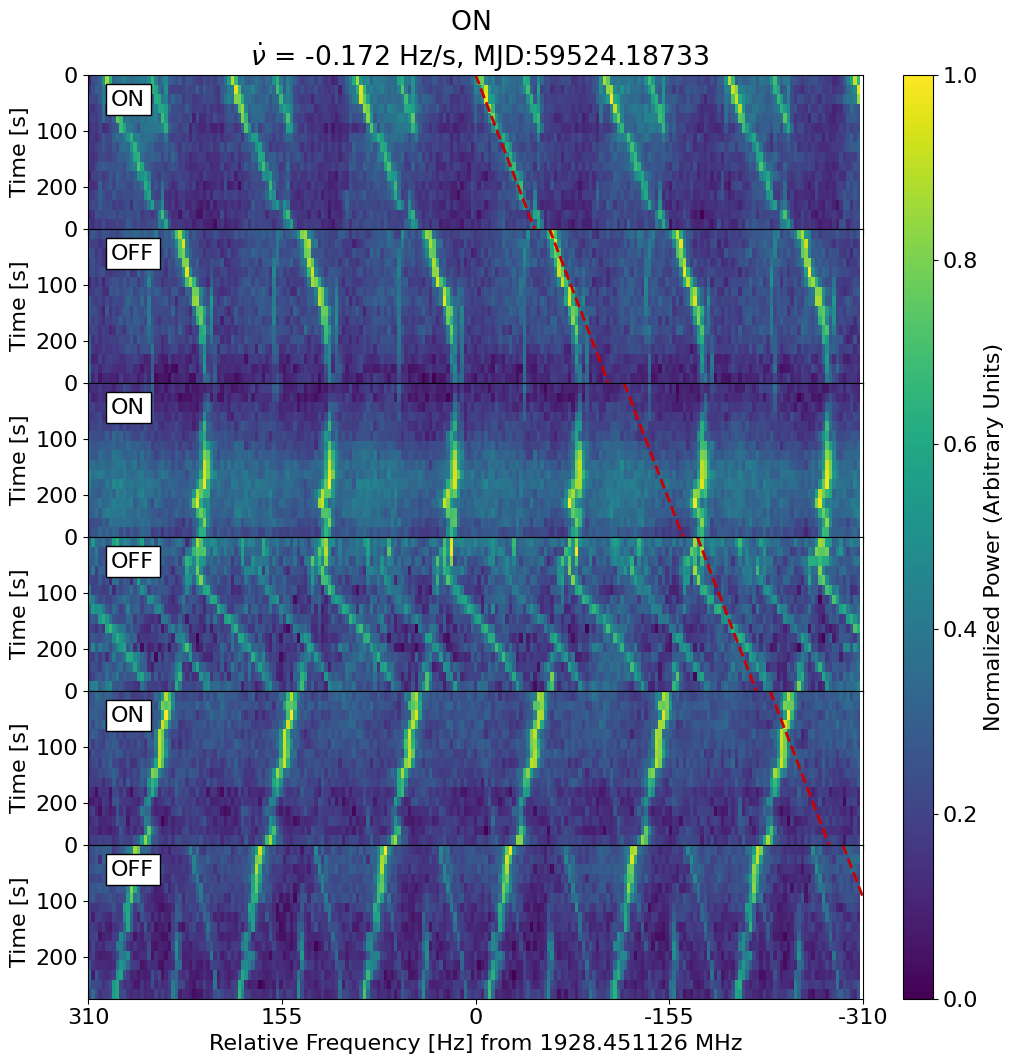 ON
ν̇ = -0.172 Hz/s, MJD:59524.18733
0
ON
100
200
Time [s]
0
OFF
100
200
Time [s]
0
ON
100
200
Time [s]
0
OFF
100
200
Time [s]
0
ON
100
200
Time [s]
0
OFF
100
200
Time [s]
310 155 0 -155 -310
Relative Frequency [Hz] from 1928.451126 MHz
1.0
0.8
0.6
0.4
0.2
0.0
Normalized Power (Arbitrary Units)